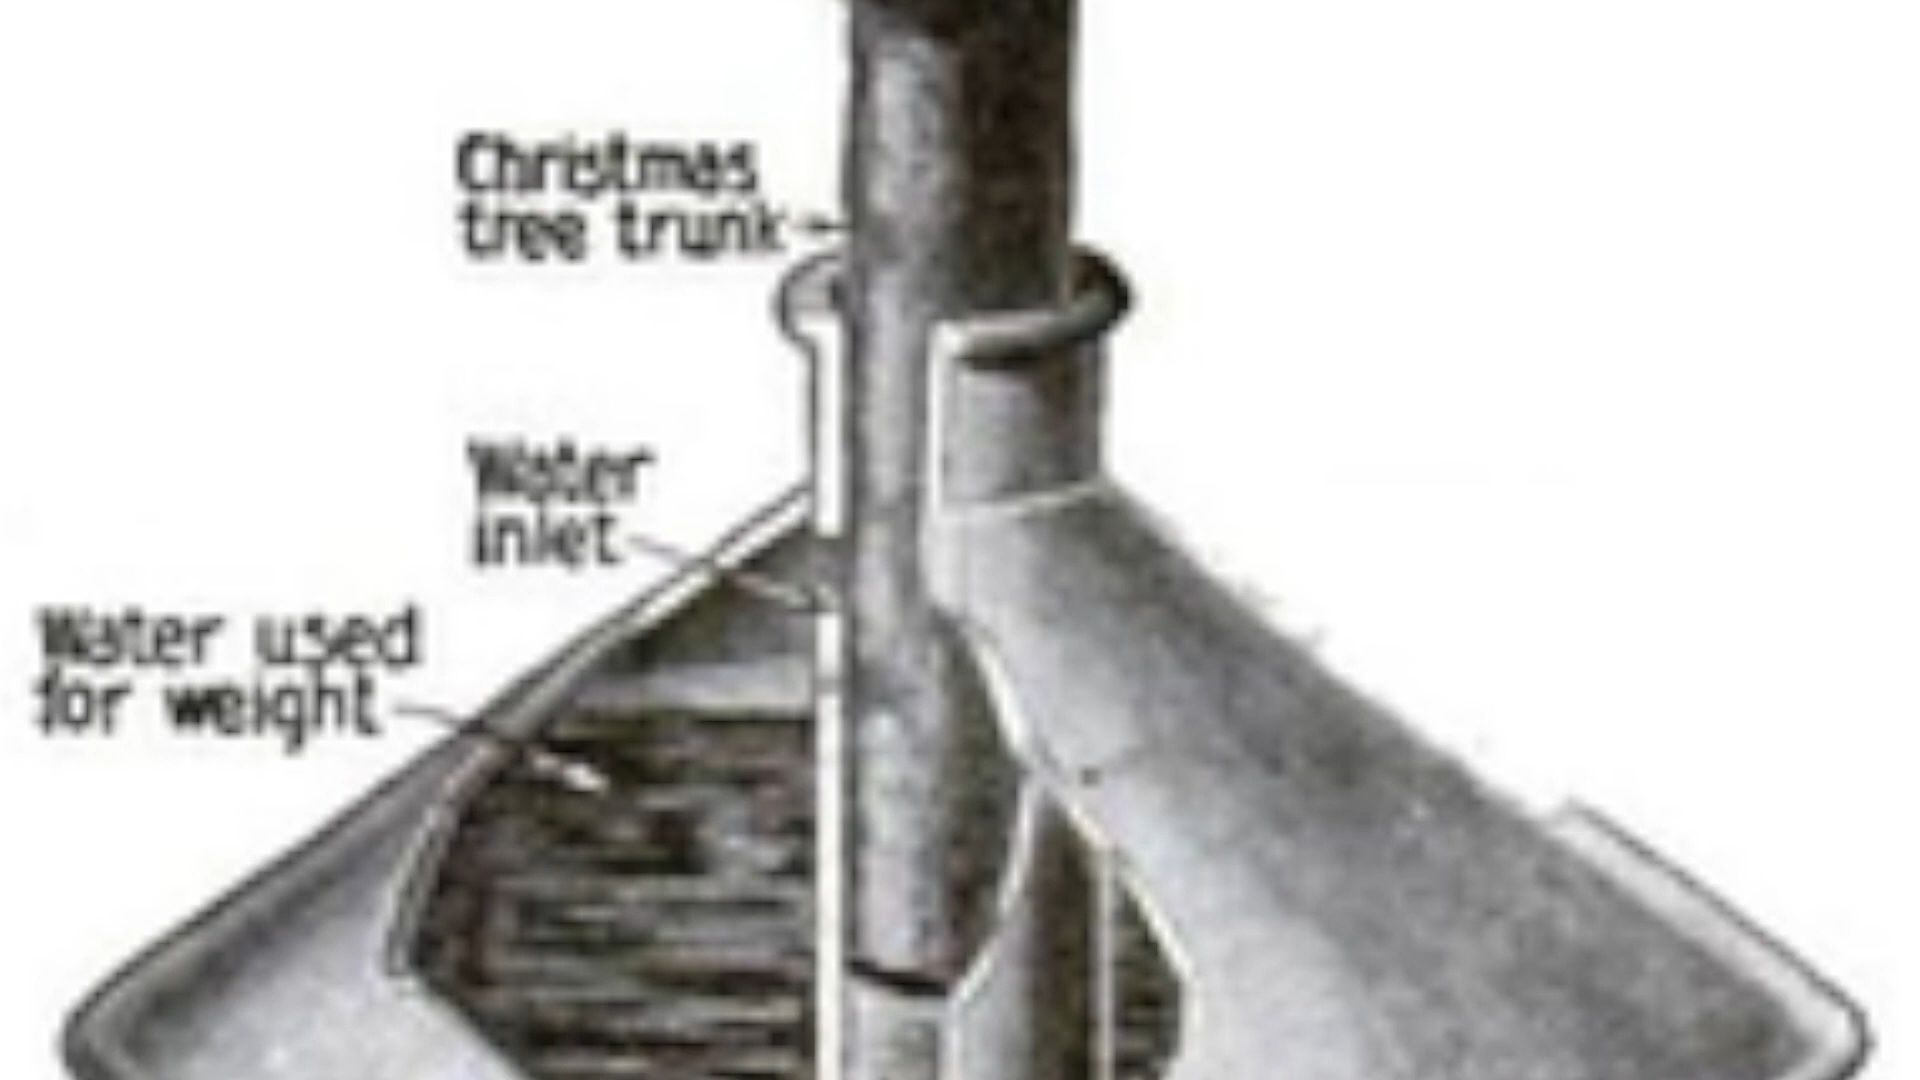 Christmas
tree trunk
Water
inlet
Water used
for weight